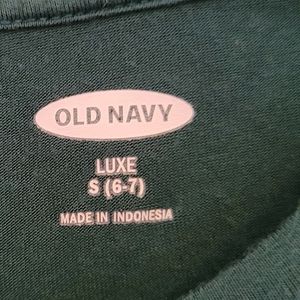 OLD NAVY
LUXE
S (6-7)
MADE IN INDONESIA